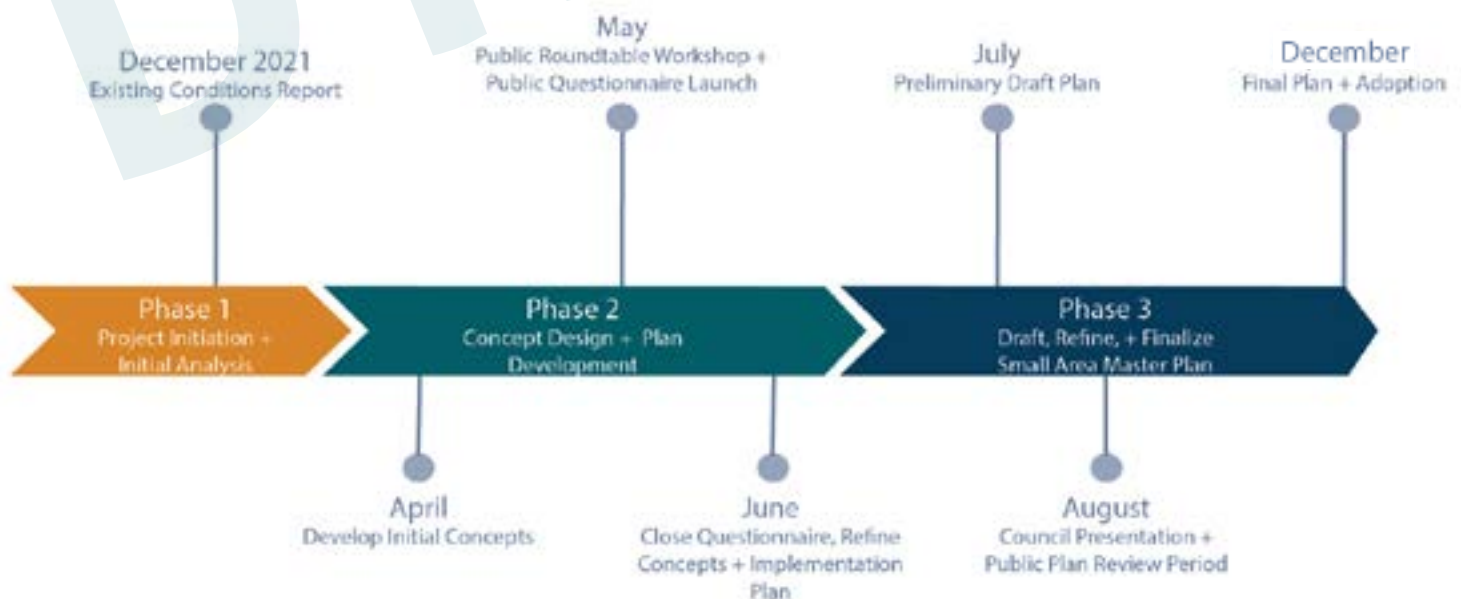 December 2021
Existing Conditions Report
May
Public Roundtable Workshop +
Public Questionnaire Launch
July
Preliminary Draft Plan
December
Final Plan + Adoption
Phase 1
Project Initiation +
Initial Analysis
Phase 2
Concept Design + Plan
Development
Phase 3
Draft, Refine, + Finalize
Small Area Master Plan
April
Develop Initial Concepts
June
Close Questionnaire, Refine
Concepts + Implementation
Plan
August
Council Presentation +
Public Plan Review Period